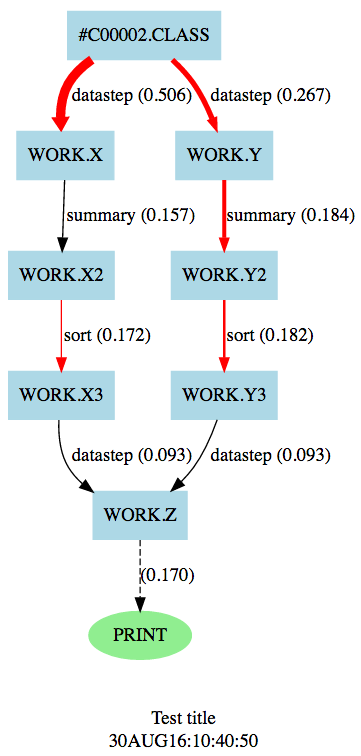 #C00002.CLASS
datastep (0.506) datastep (0.267)
WORK.X WORK.Y
summary (0.157) summary (0.184)
WORK.X2 WORK.Y2
sort (0.172) sort (0.182)
WORK.X3 WORK.Y3
datastep (0.093) datastep (0.093)
WORK.Z
(0.170)
PRINT
Test title
30AUG16:10:40:50